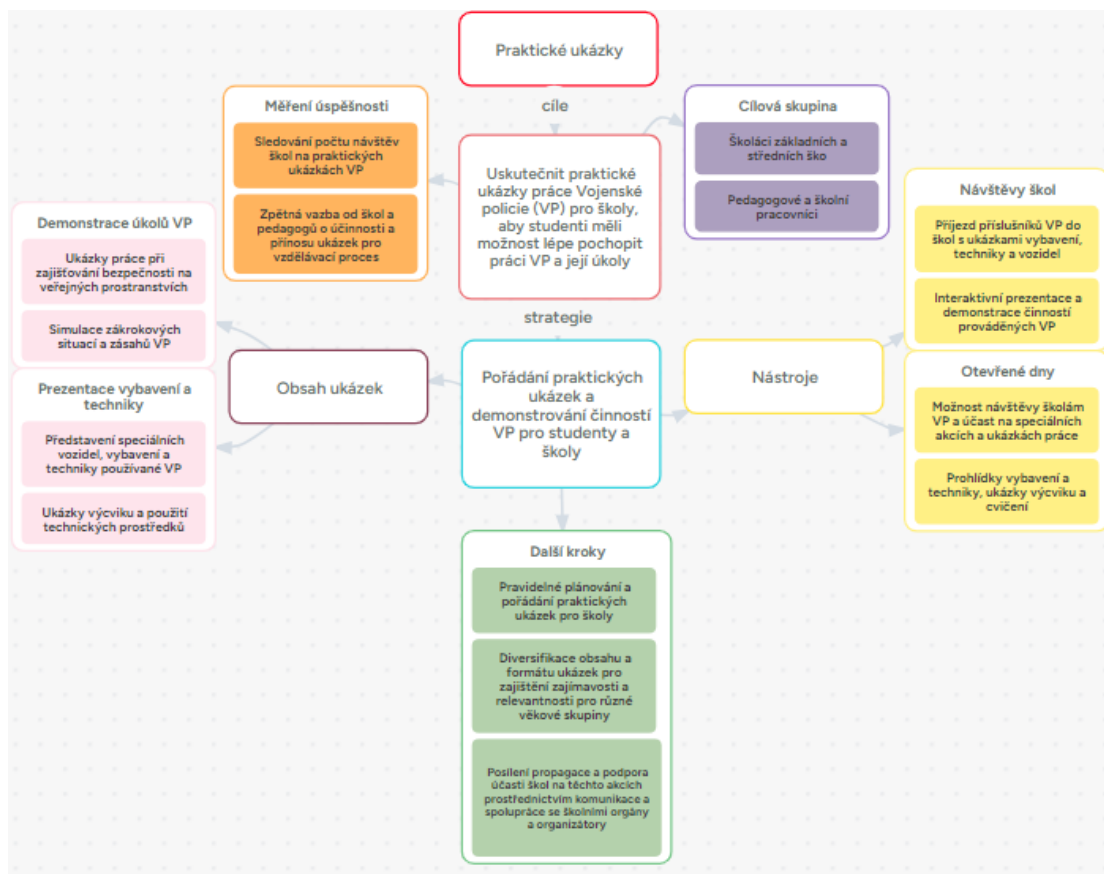 Praktické ukázky
cíle
Měření úspěšnosti
Sledování počtu návštěv
škol na praktických
ukázkách VP
Zpětná vazba od škol a
pedagogů o účinnosti a
přínosu ukázek pro
vzdělávací proces
Uskutečnit praktické
ukázky práce Vojenské
policie (VP) pro školy,
aby studenti měli
možnost lépe pochopit
práci VP a její úkoly
Cílová skupina
Školáci základních a
středních ško
Pedagogové a školní
pracovníci
Demonstrace úkolů VP
Ukázky práce při
zajišťování bezpečnosti na
veřejných prostranstvích
Simulace zákrokových
situací a zásahů VP
Prezentace vybavení a
techniky
Představení speciálních
vozidel, vybavení a
techniky používané VP
Ukázky výcviku a použití
technických prostředků
Obsah ukázek
strategie
Pořádání praktických
ukázek a
demonstrování činností
VP pro studenty a
školy
Nástroje
Návštěvy škol
Příjezd příslušníků VP do
škol s ukázkami vybavení,
techniky a vozidel
Interaktivní prezentace a
demonstrace činností
prováděných VP
Otevřené dny
Možnost návštěvy školám
VP a účast na speciálních
akcích a ukázkách práce
Prohlídky vybavení a
techniky, ukázky výcviku a
cvičení
Další kroky
Pravidelné plánování a
pořádání praktických
ukázek pro školy
Diversifikace obsahu a
formátu ukázek pro
zajištění zajímavosti a
relevantnosti pro různé
věkové skupiny
Posílení propagace a podpora
účasti škol na těchto akcích
prostřednictvím komunikace a
spolupráce se školními orgány
a organizátory